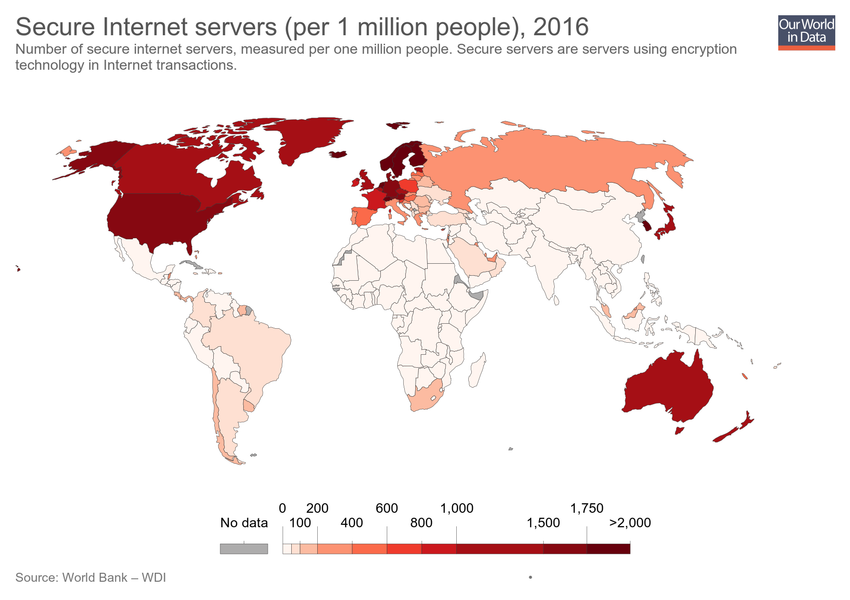 Secure Internet servers (per 1 million people), 2016
Our World
in Data
Number of secure internet servers, measured per one million people. Secure servers are servers using encryption
technology in Internet transactions.
0 200 600 1,000 1,750
No data 100 400 800 1,500 >2,000
Source: World Bank – WDI